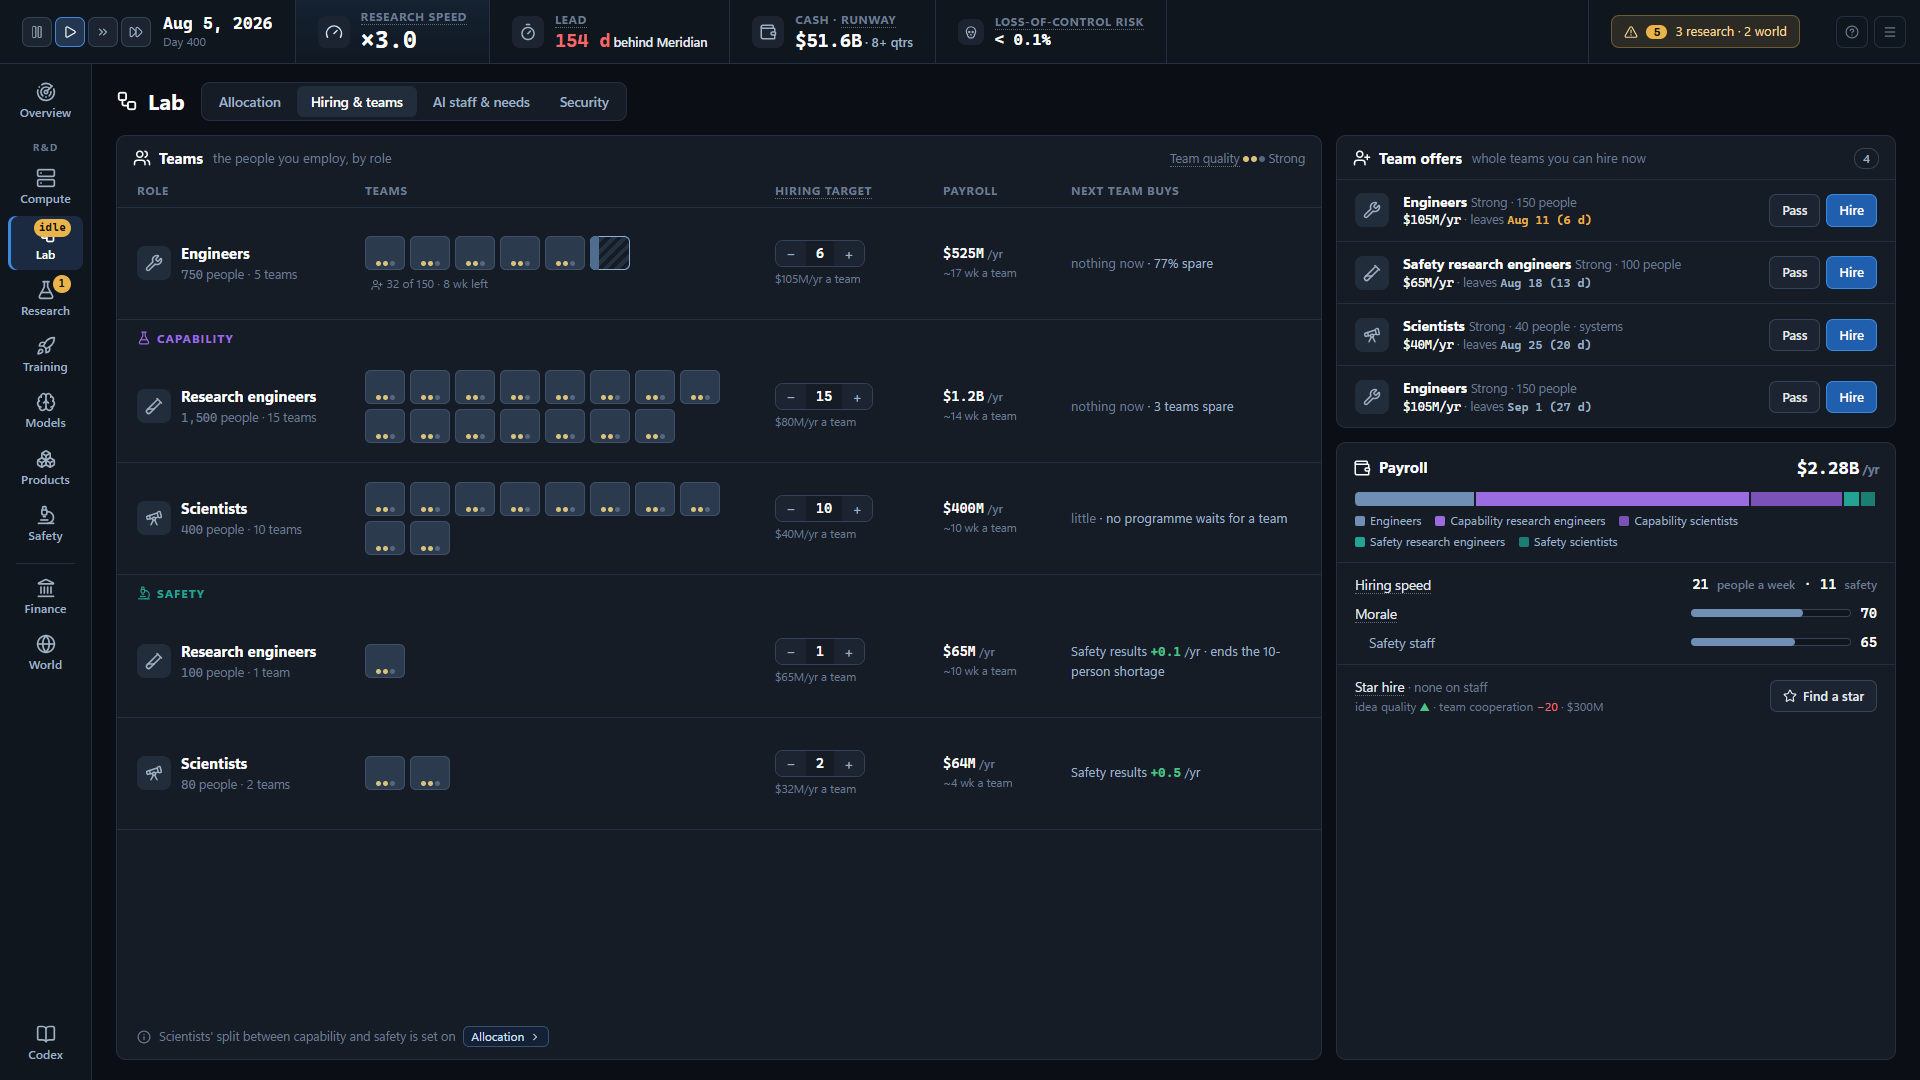 Aug 5, 2026
Day 400
RESEARCH SPEED
×3.0
LEAD
154 d behind Meridian
CASH · RUNWAY
$51.6B · 8+ qtrs
LOSS-OF-CONTROL RISK
< 0.1%
5 3 research · 2 world
Overview
R&D
Compute
idle
Lab
1
Research
Training
Models
Products
Safety
Finance
World
Codex
Lab
Allocation
Hiring & teams
AI staff & needs
Security
Teams the people you employ, by role
Team quality Strong
ROLE TEAMS HIRING TARGET PAYROLL NEXT TEAM BUYS
Engineers
750 people · 5 teams
32 of 150 · 8 wk left
− 6 +
$105M/yr a team
$525M /yr
~17 wk a team
nothing now · 77% spare
CAPABILITY
Research engineers
1,500 people · 15 teams
− 15 +
$80M/yr a team
$1.2B /yr
~14 wk a team
nothing now · 3 teams spare
Scientists
400 people · 10 teams
− 10 +
$40M/yr a team
$400M /yr
~10 wk a team
little · no programme waits for a team
SAFETY
Research engineers
100 people · 1 team
− 1 +
$65M/yr a team
$65M /yr
~10 wk a team
Safety results +0.1 /yr · ends the 10-
person shortage
Scientists
80 people · 2 teams
− 2 +
$32M/yr a team
$64M /yr
~4 wk a team
Safety results +0.5 /yr
Scientists' split between capability and safety is set on Allocation >
Team offers whole teams you can hire now 4
Engineers Strong · 150 people
$105M/yr · leaves Aug 11 (6 d)
Pass Hire
Safety research engineers Strong · 100 people
$65M/yr · leaves Aug 18 (13 d)
Pass Hire
Scientists Strong · 40 people · systems
$40M/yr · leaves Aug 25 (20 d)
Pass Hire
Engineers Strong · 150 people
$105M/yr · leaves Sep 1 (27 d)
Pass Hire
Payroll $2.28B /yr
Engineers Capability research engineers Capability scientists
Safety research engineers Safety scientists
Hiring speed 21 people a week · 11 safety
Morale 70
Safety staff 65
Star hire · none on staff
idea quality ▲ · team cooperation −20 · $300M
Find a star